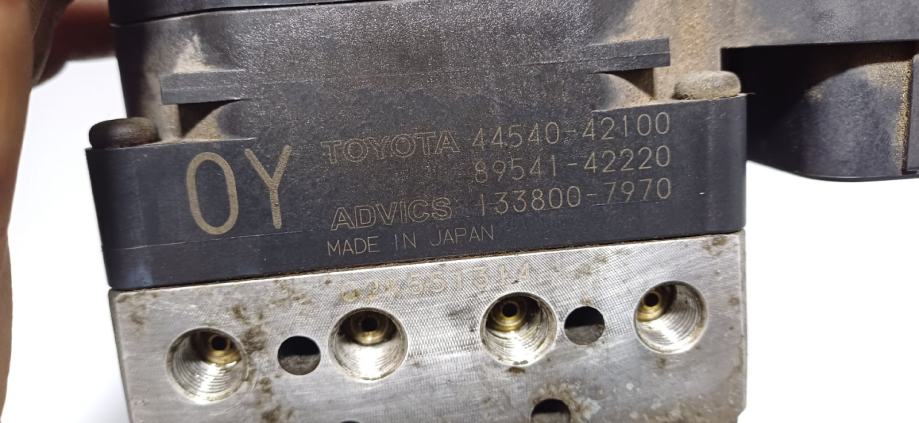 0Y
TOYOTA 44540-42100
89541-42220
ADVICS 133800-7970
MADE IN JAPAN